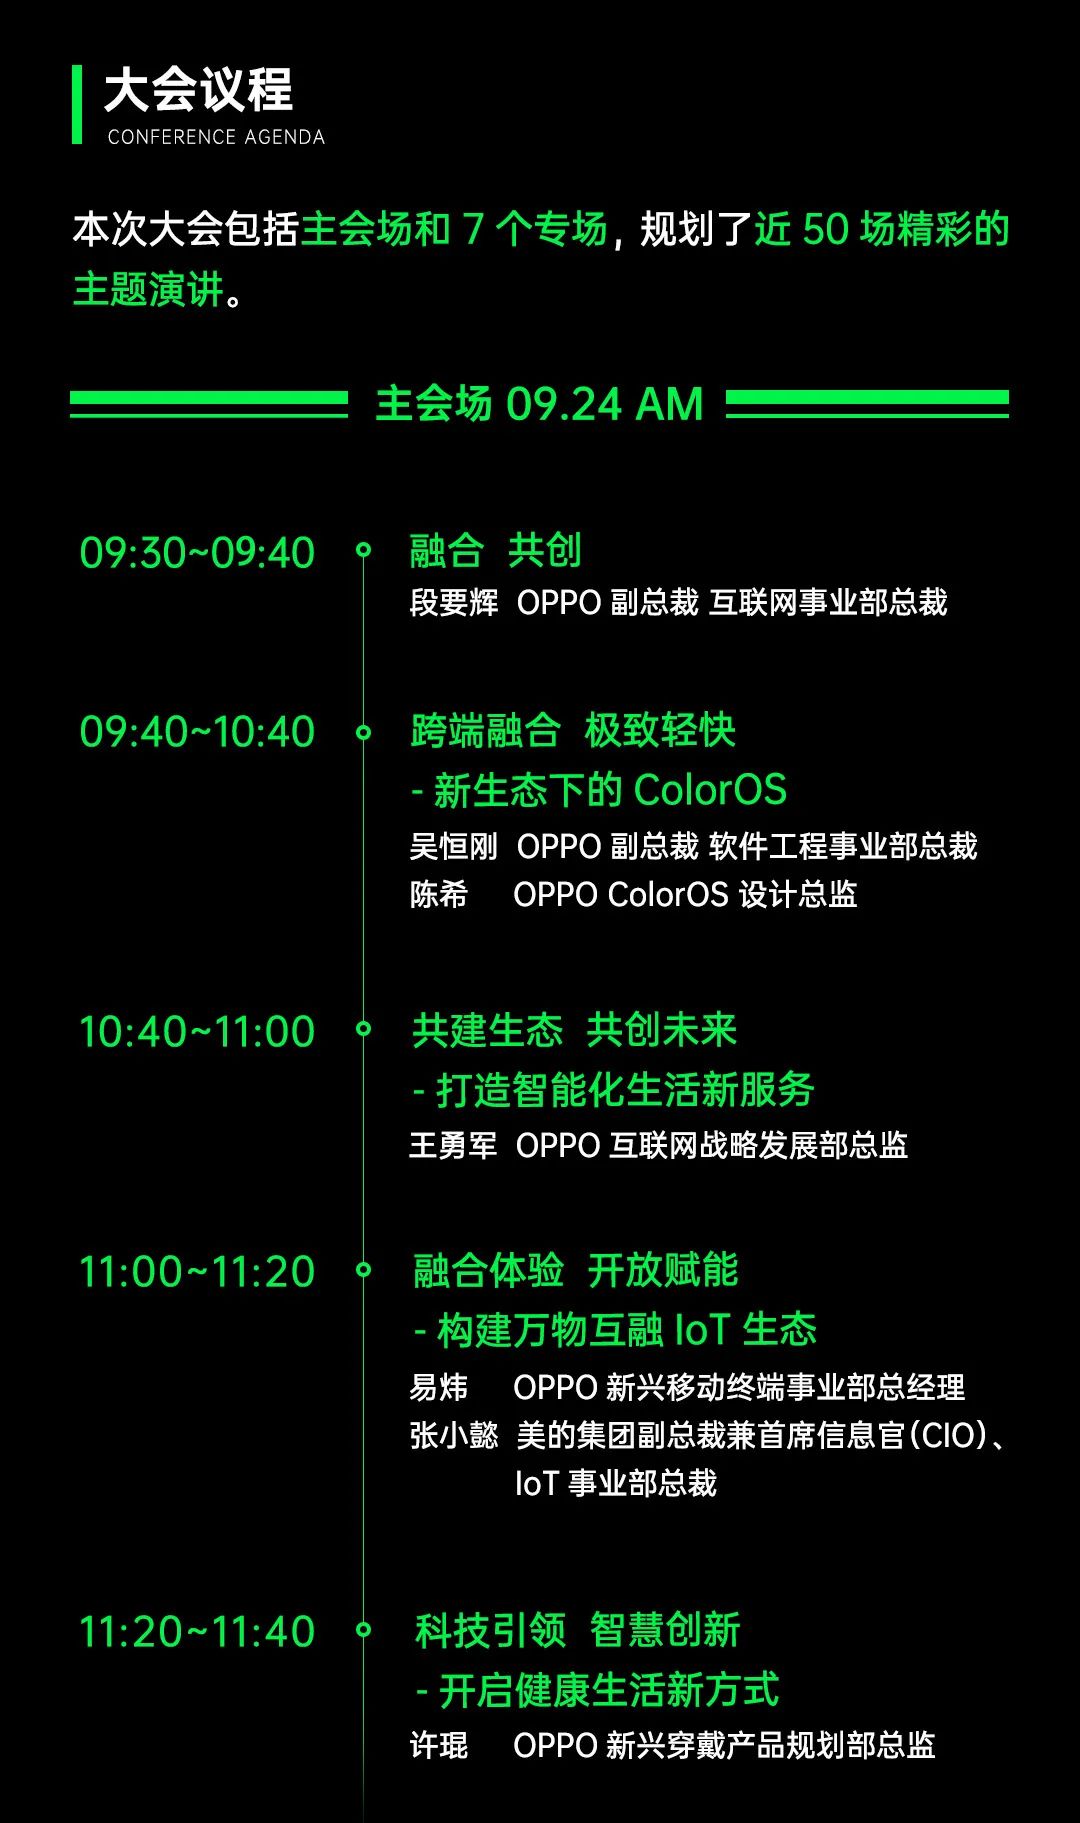 大会议程
CONFERENCE AGENDA
本次大会包括主会场和 7 个专场，规划了近 50 场精彩的
主题演讲。
主会场 09.24 AM
09:30~09:40
融合 共创
段要辉 OPPO 副总裁 互联网事业部总裁
09:40~10:40
跨端融合 极致轻快
- 新生态下的 ColorOS
吴恒刚 OPPO 副总裁 软件工程事业部总裁
陈希 OPPO ColorOS 设计总监
10:40~11:00
共建生态 共创未来
- 打造智能化生活新服务
王勇军 OPPO 互联网战略发展部总监
11:00~11:20
融合体验 开放赋能
- 构建万物互融 IoT 生态
易炜 OPPO 新兴移动终端事业部总经理
张小懿 美的集团副总裁兼首席信息官（CIO）、
IoT 事业部总裁
11:20~11:40
科技引领 智慧创新
- 开启健康生活新方式
许琨 OPPO 新兴穿戴产品规划部总监